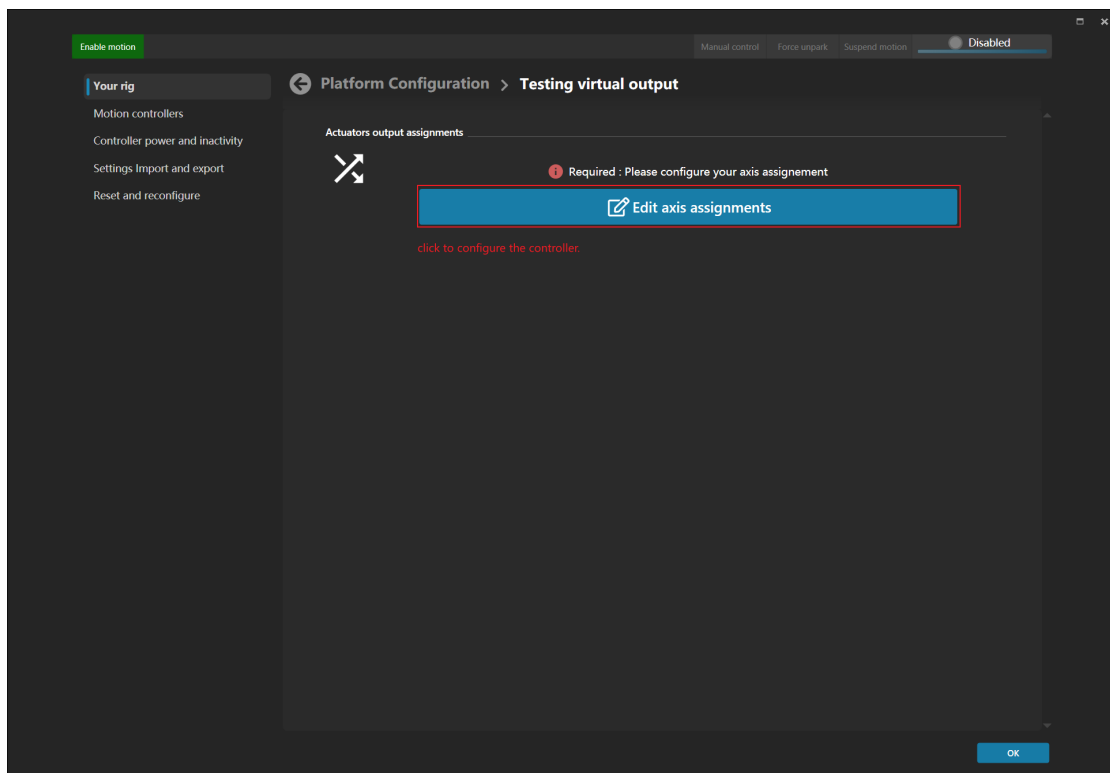 Enable motion
Manual control Force unpark Suspend motion Disabled
Your rig
Motion controllers
Controller power and inactivity
Settings Import and export
Reset and reconfigure
Platform Configuration > Testing virtual output
Actuators output assignments
Required : Please configure your axis assignement
Edit axis assignments
click to configure the controller.
OK